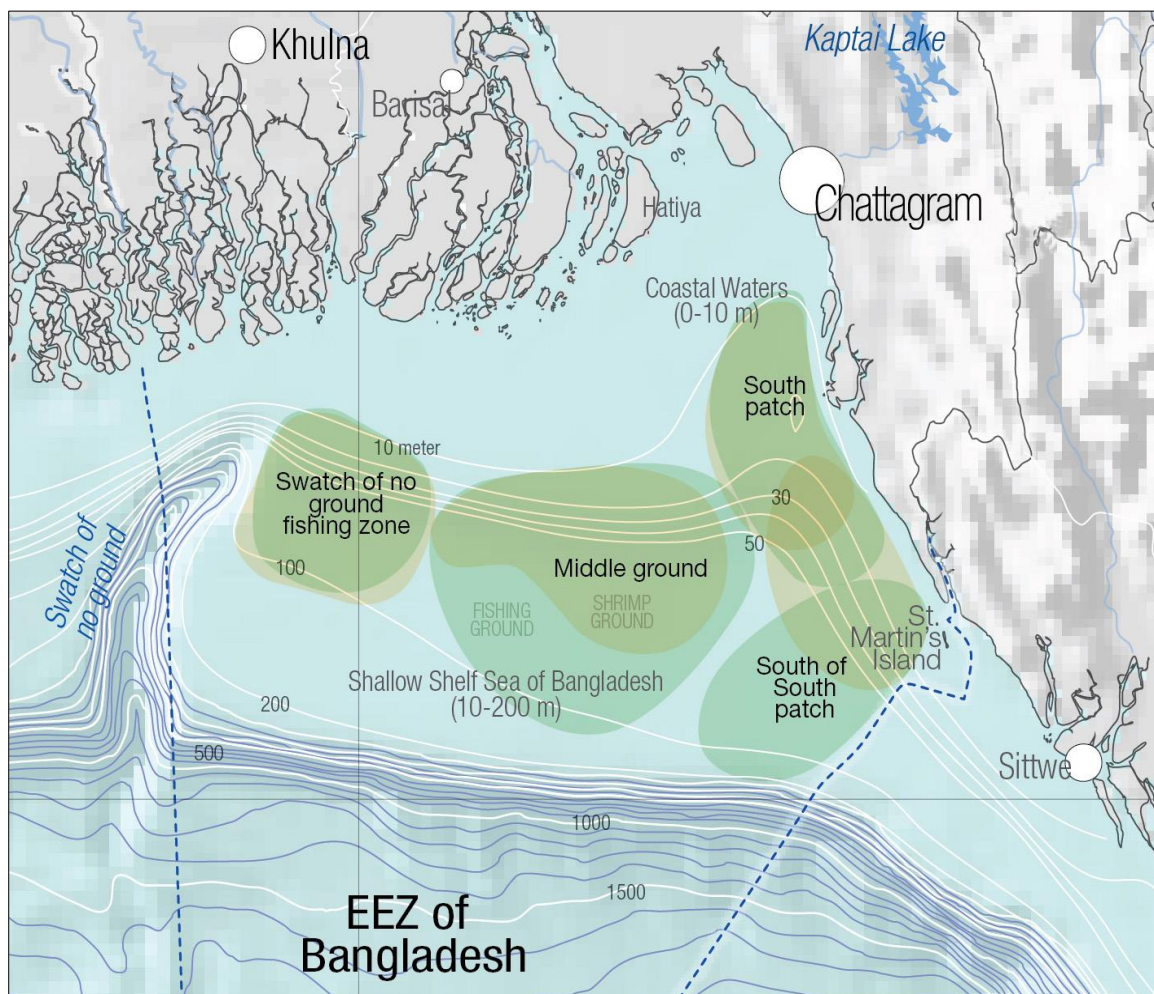 Kaptai Lake
Khulna
Barisal
Chattagram
Hatiya
Coastal Waters
(0-10 m)
South
patch
10 meter
Swatch of no
ground
fishing zone
30
50
100
Swatch of
no ground
Middle ground
FISHING
GROUND
SHRIMP
GROUND
St.
Martin's
Island
South of
South
patch
Shallow Shelf Sea of Bangladesh
(10-200 m)
200
500
Sittwe
1000
1500
EEZ of
Bangladesh